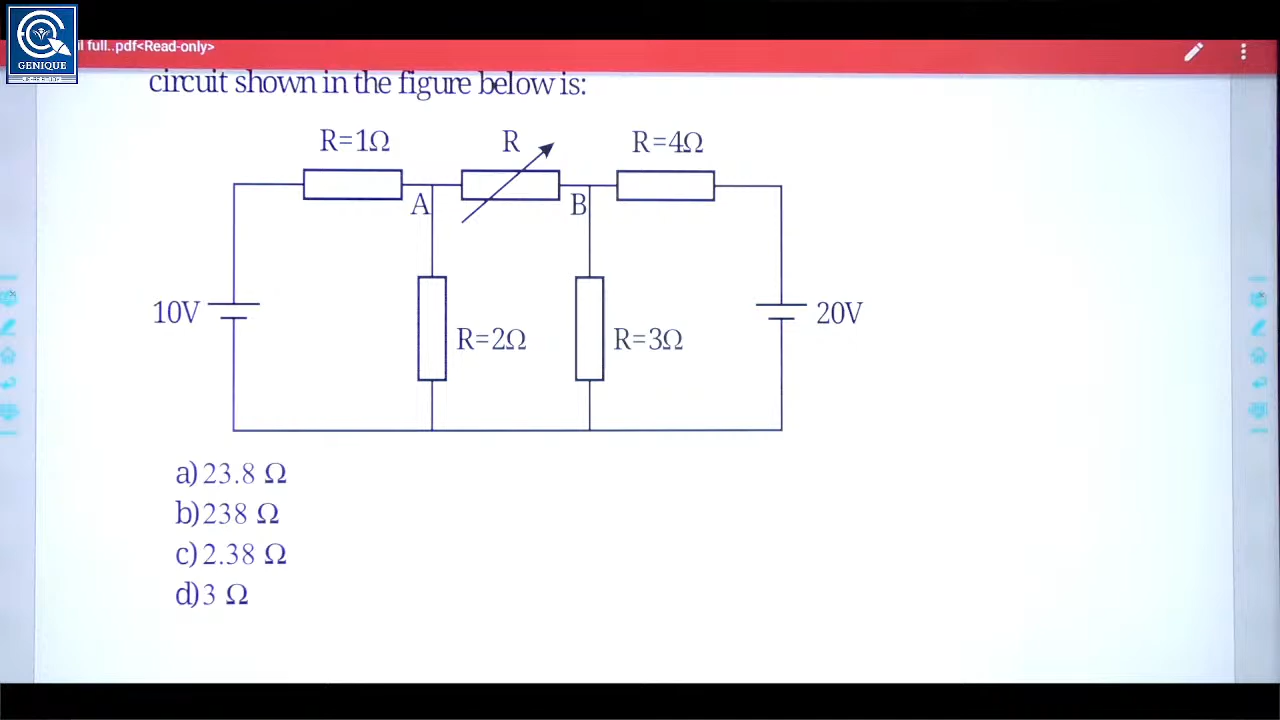 GENIQUE
il full..pdf<Read-only>
circuit shown in the figure below is:
R=1Ω
R
R=4Ω
A
B
10V
R=2Ω
R=3Ω
20V
a) 23.8 Ω
b) 238 Ω
c) 2.38 Ω
d) 3 Ω